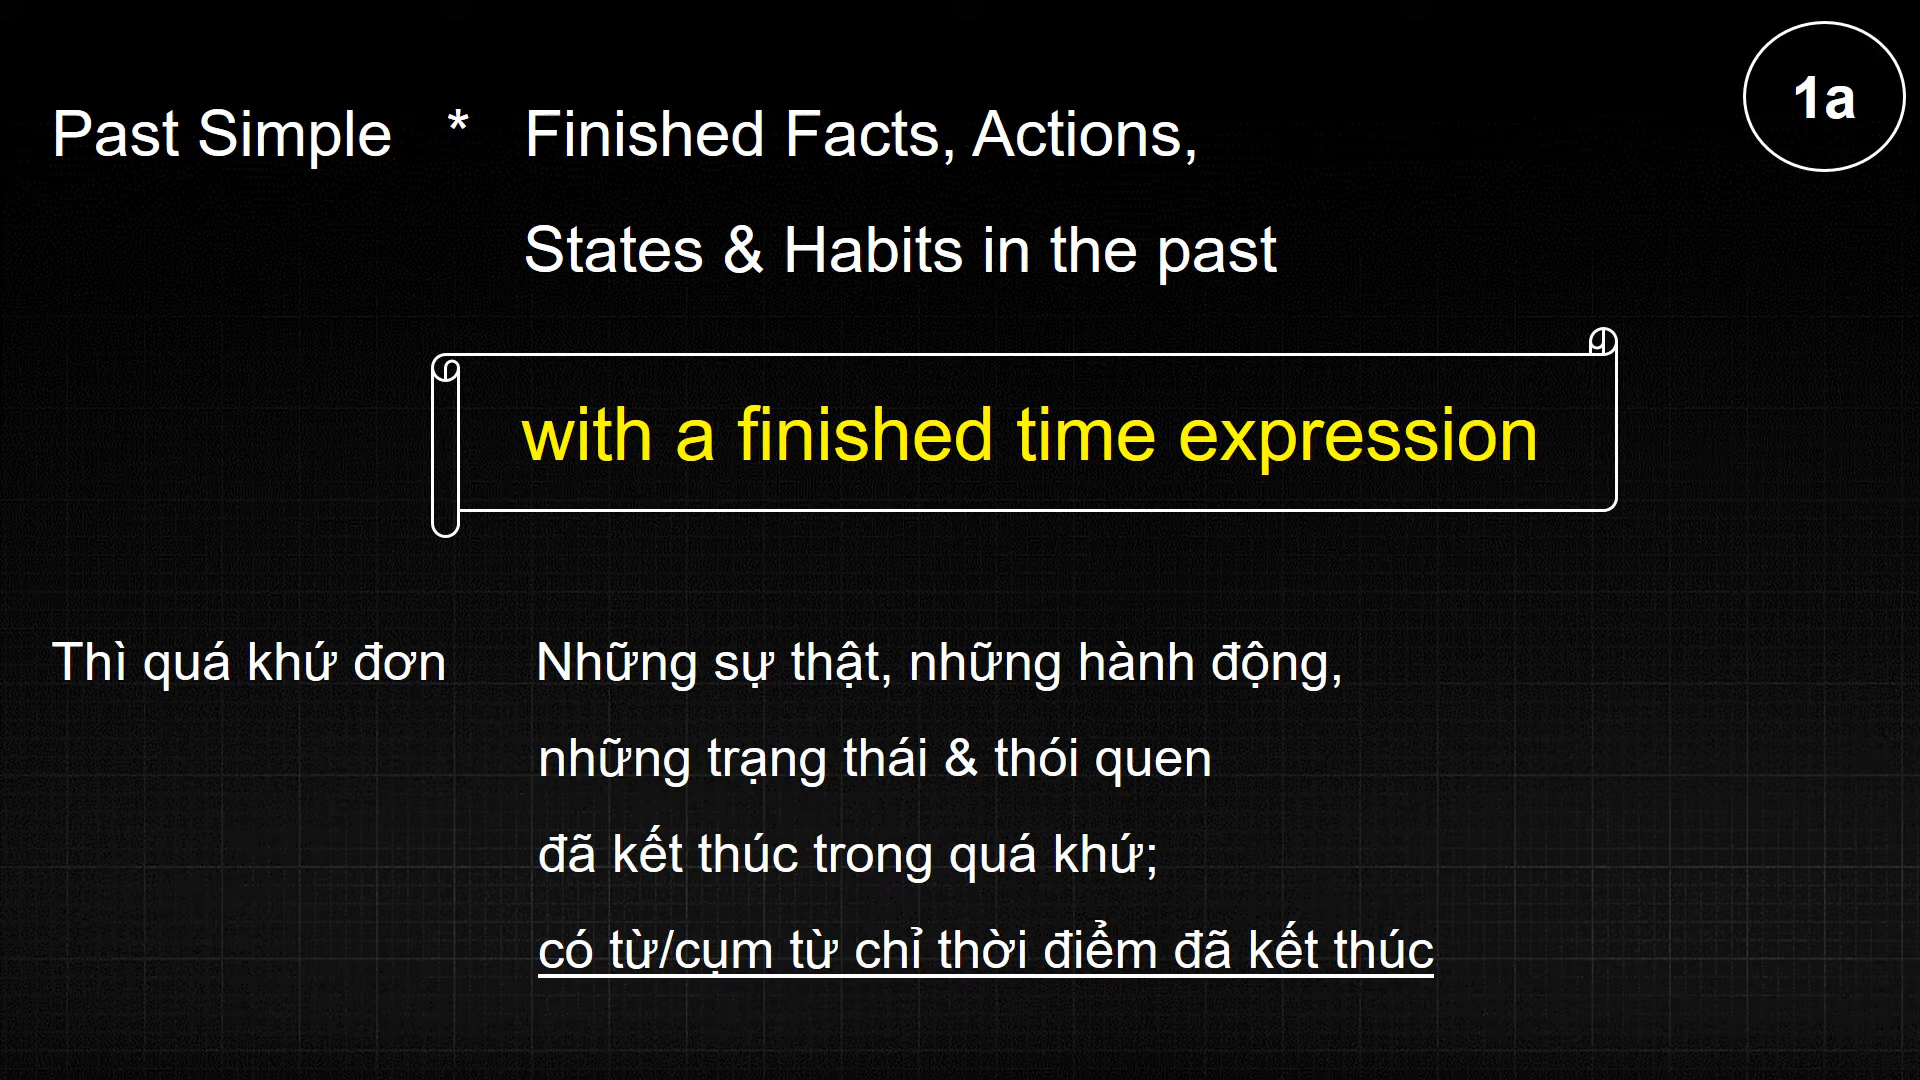 1a
Past Simple * Finished Facts, Actions,
States & Habits in the past
with a finished time expression
Thì quá khứ đơn Những sự thật, những hành động,
những trạng thái & thói quen
đã kết thúc trong quá khứ;
có từ/cụm từ chỉ thời điểm đã kết thúc